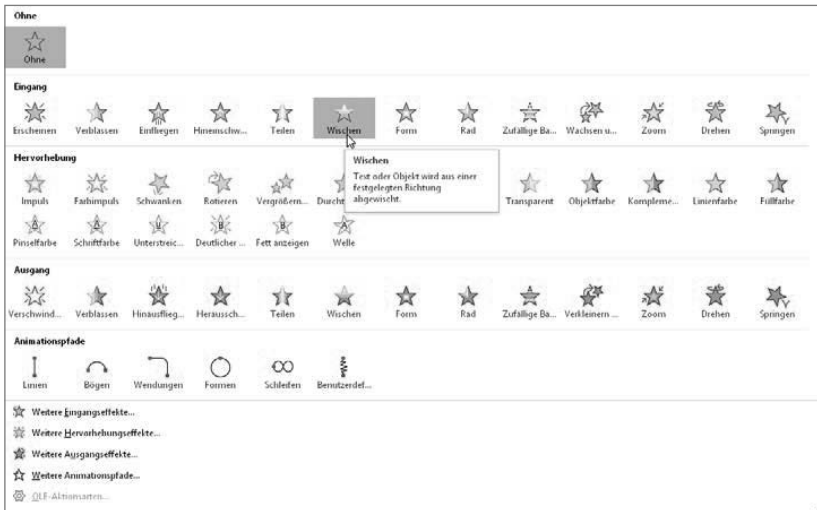 Ohne
Ohne
Eingang
Erscheinen Verblassen Einfliegen Hineinschw... Teilen Wischen Form Rad Zufällige Ba... Wachsen u... Zoom Drehen Springen
Hervorhebung
Wischen
Text oder Objekt wird aus einer
festgelegten Richtung
abgewischt.
Impuls Farbimpuls Schwanken Rotieren Vergrößern... Transparent Objektfarbe Kompleme... Linienfarbe Füllfarbe
Pinselfarbe Schriftfarbe Unterstreic... Deutlicher ... Fett anzeigen Welle
Ausgang
Verschwind... Verblassen Hinausflieg... Heraussch... Teilen Wischen Form Rad Zufällige Ba... Verkleinern ... Zoom Drehen Springen
Animationspfade
Linien Bögen Wendungen Formen Schleifen Benutzerdef...
Weitere Eingangseffekte...
Weitere Hervorhebungseffekte...
Weitere Ausgangseffekte...
Weitere Animationspfade...
OLE-Aktionsarten...